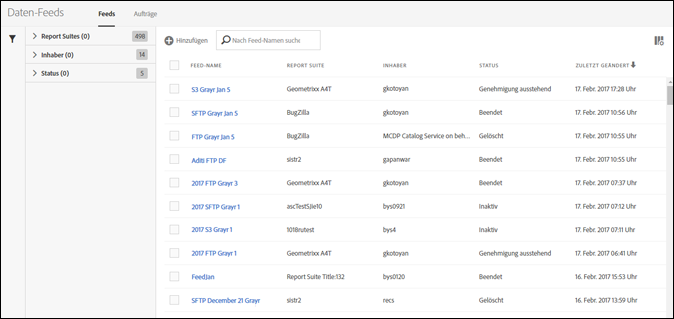 Daten-Feeds Feeds Aufträge
Report Suites (0) 498
Inhaber (0) 14
Status (0) 5
Hinzufügen Nach Feed-Namen suche
FEED-NAME REPORT SUITE INHABER STATUS ZULETZT GEÄNDERT
S3 Grayr Jan 5 Geometrixx A4T gkotoyan Genehmigung ausstehend 17. Febr. 2017 17:28 Uhr
SFTP Grayr Jan 5 BugZilla gkotoyan Beendet 17. Febr. 2017 10:56 Uhr
FTP Grayr Jan 5 BugZilla MCDP Catalog Service on beh... Gelöscht 17. Febr. 2017 10:55 Uhr
Aditi FTP DF sistr2 gapanwar Beendet 17. Febr. 2017 10:55 Uhr
2017 FTP Grayr 3 Geometrixx A4T gkotoyan Beendet 17. Febr. 2017 07:37 Uhr
2017 SFTP Grayr 1 ascTestSJIe10 bys0921 Inaktiv 17. Febr. 2017 07:12 Uhr
2017 S3 Grayr 1 1018rutest bys4 Inaktiv 17. Febr. 2017 07:11 Uhr
2017 FTP Grayr 1 Geometrixx A4T gkotoyan Genehmigung ausstehend 17. Febr. 2017 06:41 Uhr
FeedJan Report Suite Title:132 bys0120 Beendet 16. Febr. 2017 15:53 Uhr
SFTP December 21 Grayr sistr2 recs Gelöscht 16. Febr. 2017 13:59 Uhr